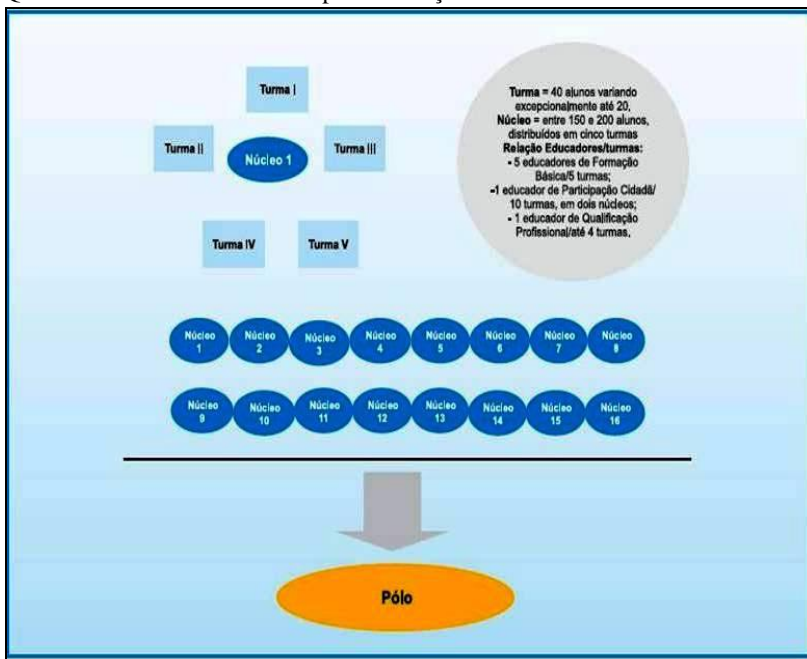 Turma I
Turma II
Núcleo 1
Turma III
Turma IV
Turma V
Turma = 40 alunos variando
excepcionalmente até 20,
Núcleo = entre 150 e 200 alunos,
distribuídos em cinco turmas
Relação Educadores/turmas:
- 5 educadores de Formação
Básica/5 turmas;
-1 educador de Participação Cidadã/
10 turmas, em dois núcleos;
- 1 educador de Qualificação
Profissional/até 4 turmas,
Núcleo
1
Núcleo
2
Núcleo
3
Núcleo
4
Núcleo
5
Núcleo
6
Núcleo
7
Núcleo
8
Núcleo
9
Núcleo
10
Núcleo
11
Núcleo
12
Núcleo
13
Núcleo
14
Núcleo
15
Núcleo
16
Pólo